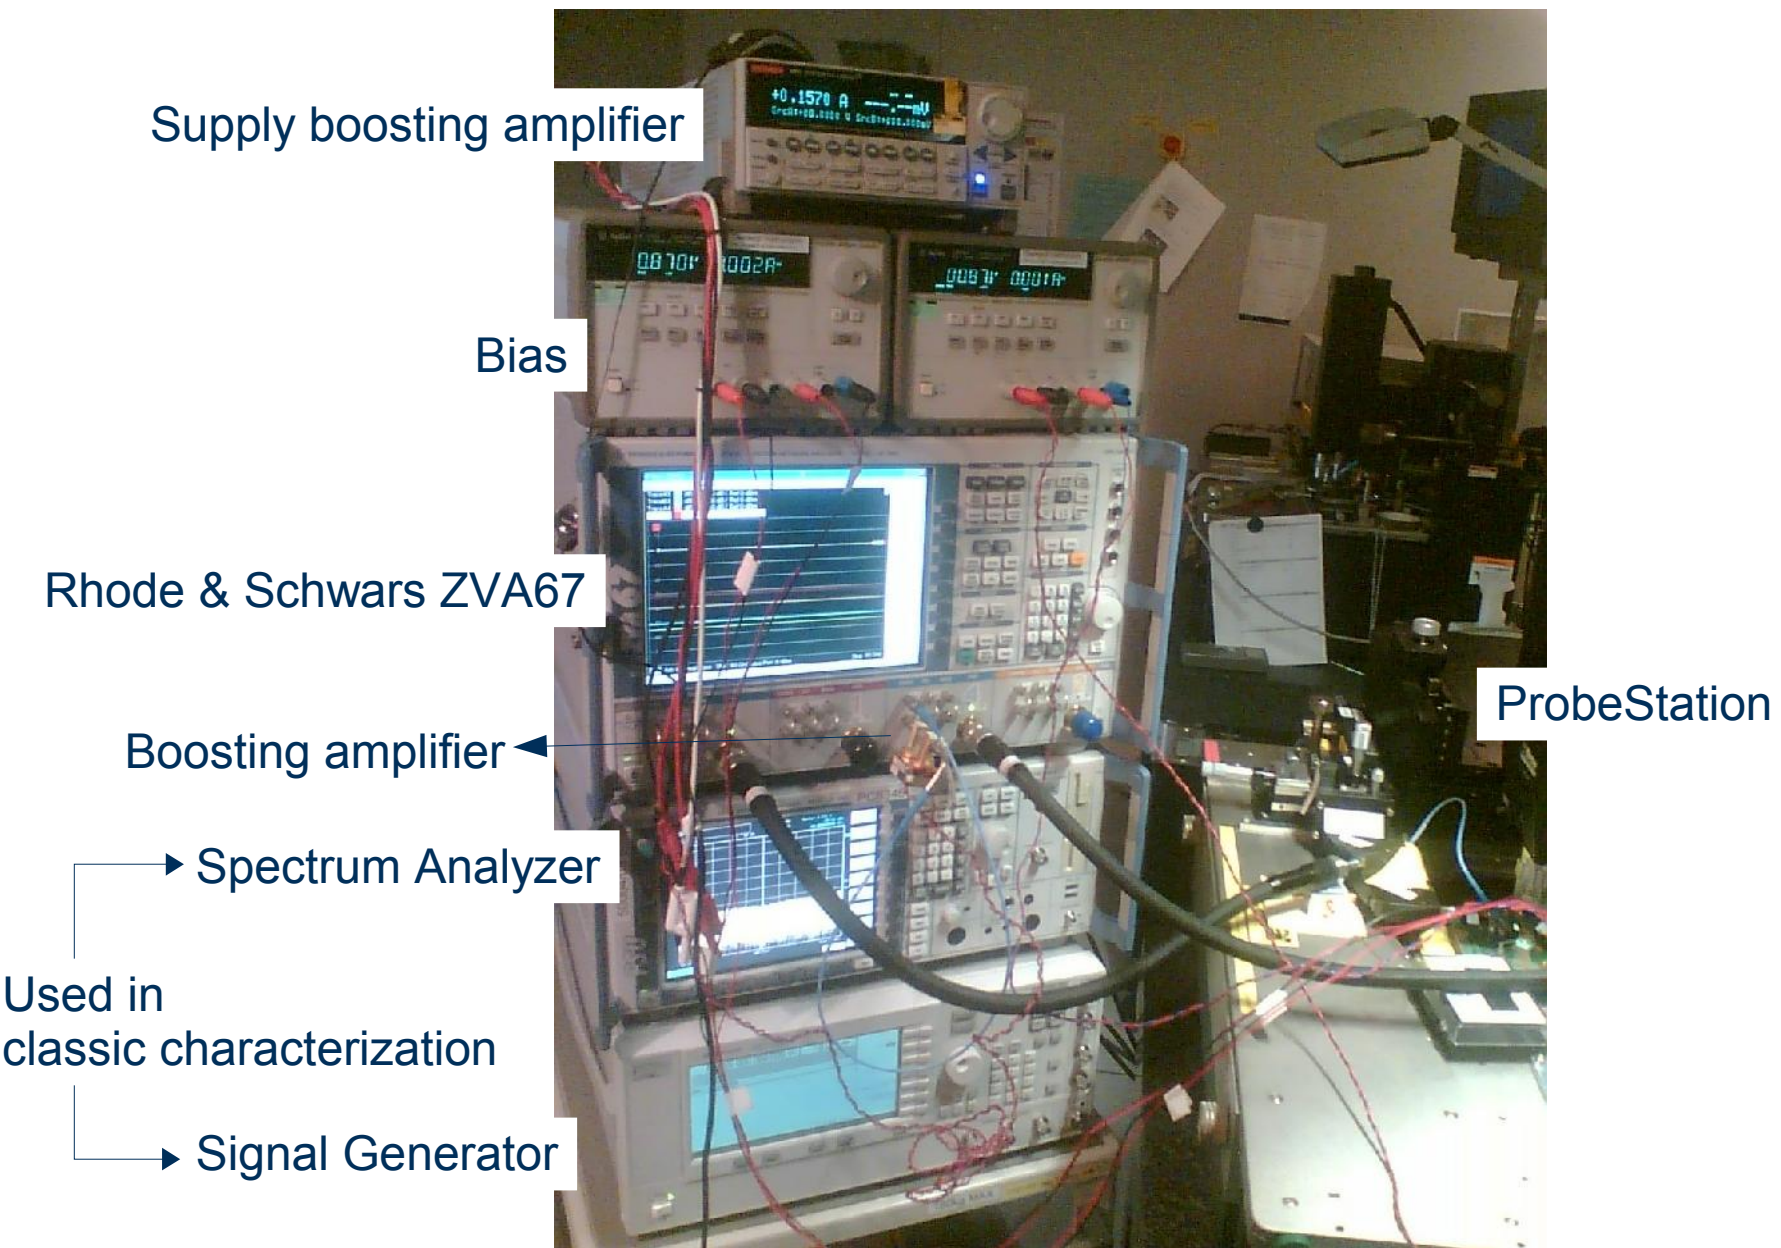 Supply boosting amplifier
+0.1570 A
Bias
Rhode & Schwars ZVA67
ProbeStation
Boosting amplifier
Spectrum Analyzer
Used in
classic characterization
Signal Generator